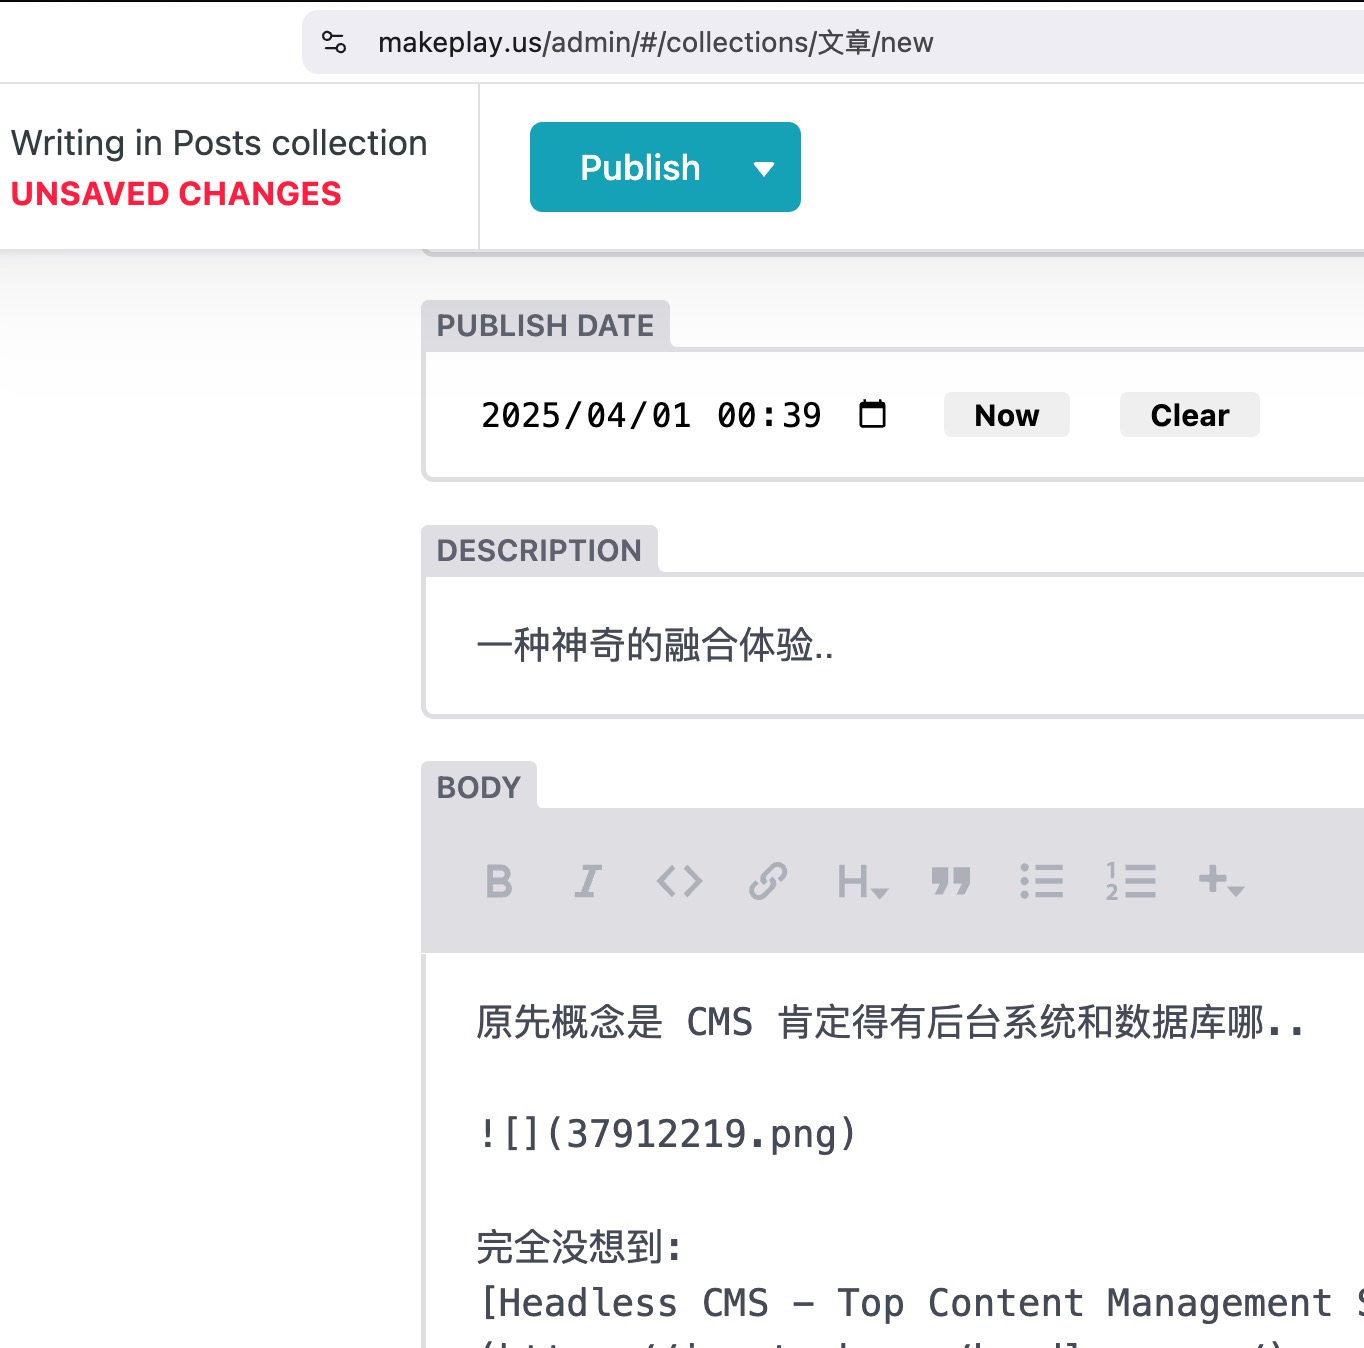 makeplay.us/admin/#/collections/文章/new
Writing in Posts collection
UNSAVED CHANGES
Publish
PUBLISH DATE
2025/04/01 00:39
Now
Clear
DESCRIPTION
一种神奇的融合体验..
BODY
原先概念是 CMS 肯定得有后台系统和数据库哪..
![](37912219.png)
完全没想到:
[Headless CMS - Top Content Management